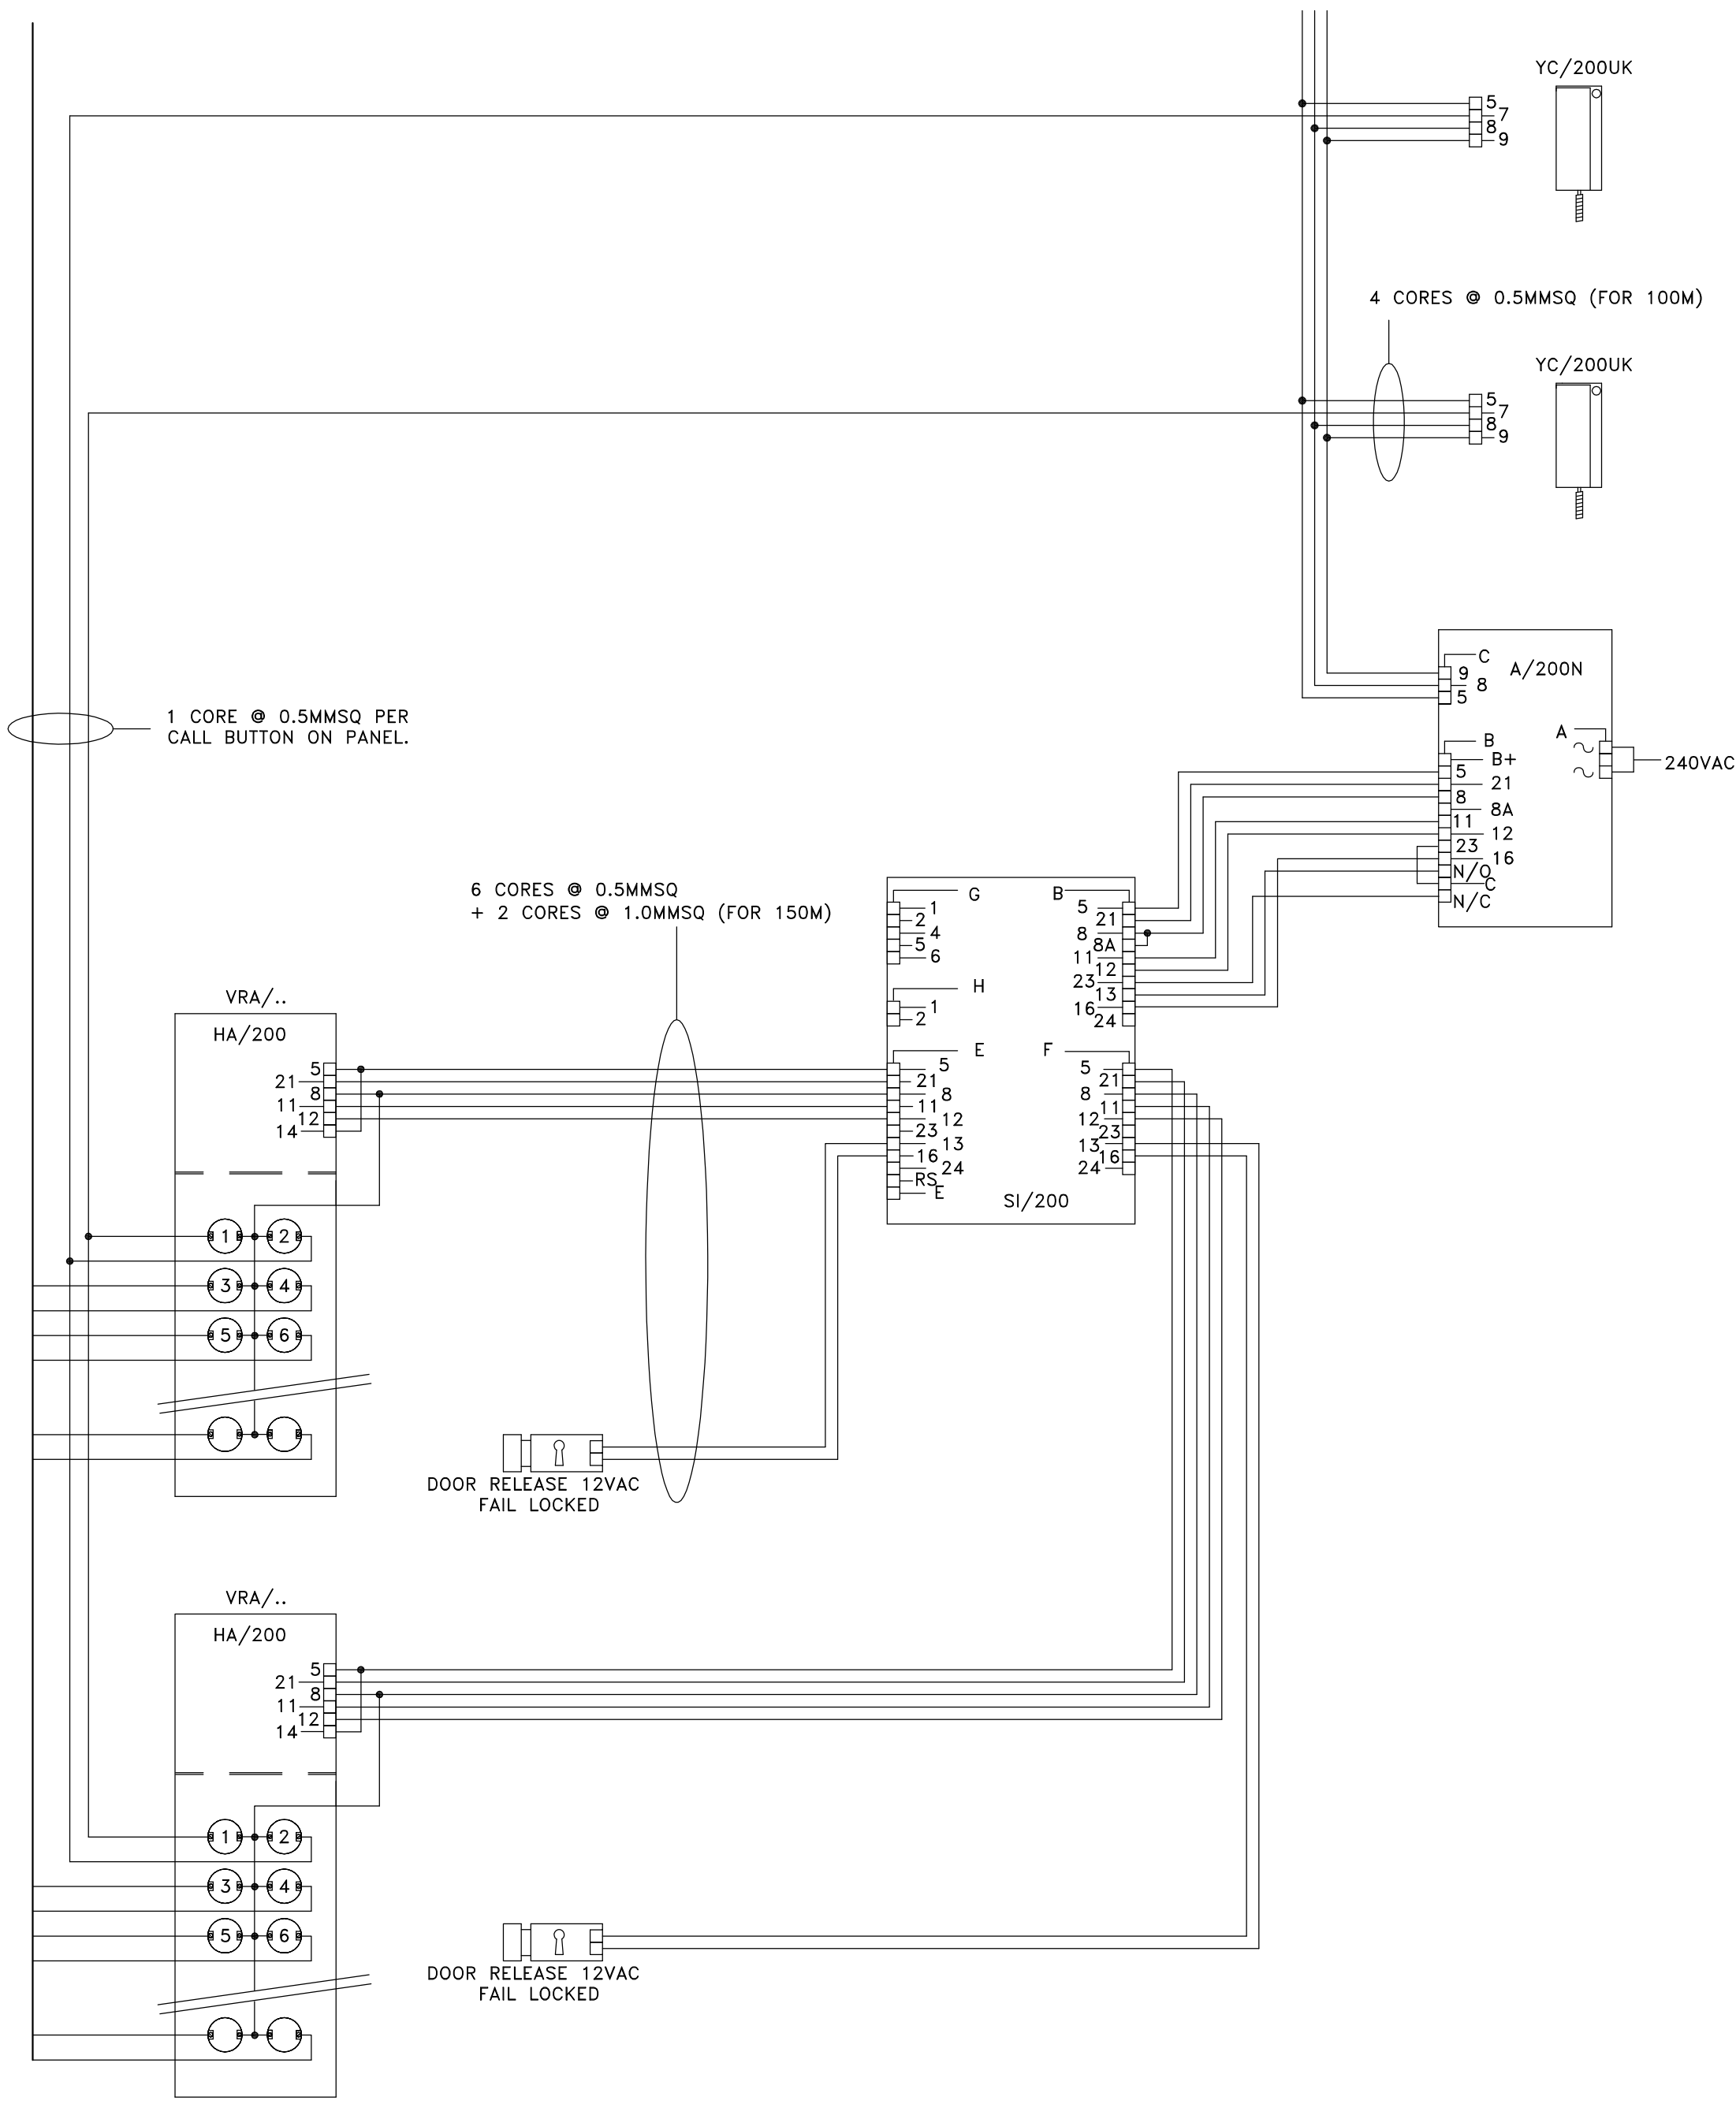 YC/200UK
5
7
8
9
4 CORES @ 0.5MMSQ (FOR 100M)
YC/200UK
5
7
8
9
C
9
8
5
A/200N
A
240VAC
B
B+
5
21
8
8A
11
12
23
16
N/O
C
N/C
1 CORE @ 0.5MMSQ PER
CALL BUTTON ON PANEL.
6 CORES @ 0.5MMSQ
+ 2 CORES @ 1.0MMSQ (FOR 150M)
G
1
2
4
5
6
H
1
2
E
5
21
8
11
12
23
13
16
24
RS
E
B
5
21
8
8A
11
12
23
13
16
24
F
5
21
8
11
12
23
13
16
24
SI/200
VRA/..
HA/200
5
21
8
11
12
14
1 2
3 4
5 6
DOOR RELEASE 12VAC
FAIL LOCKED
VRA/..
HA/200
5
21
8
11
12
14
1 2
3 4
5 6
DOOR RELEASE 12VAC
FAIL LOCKED